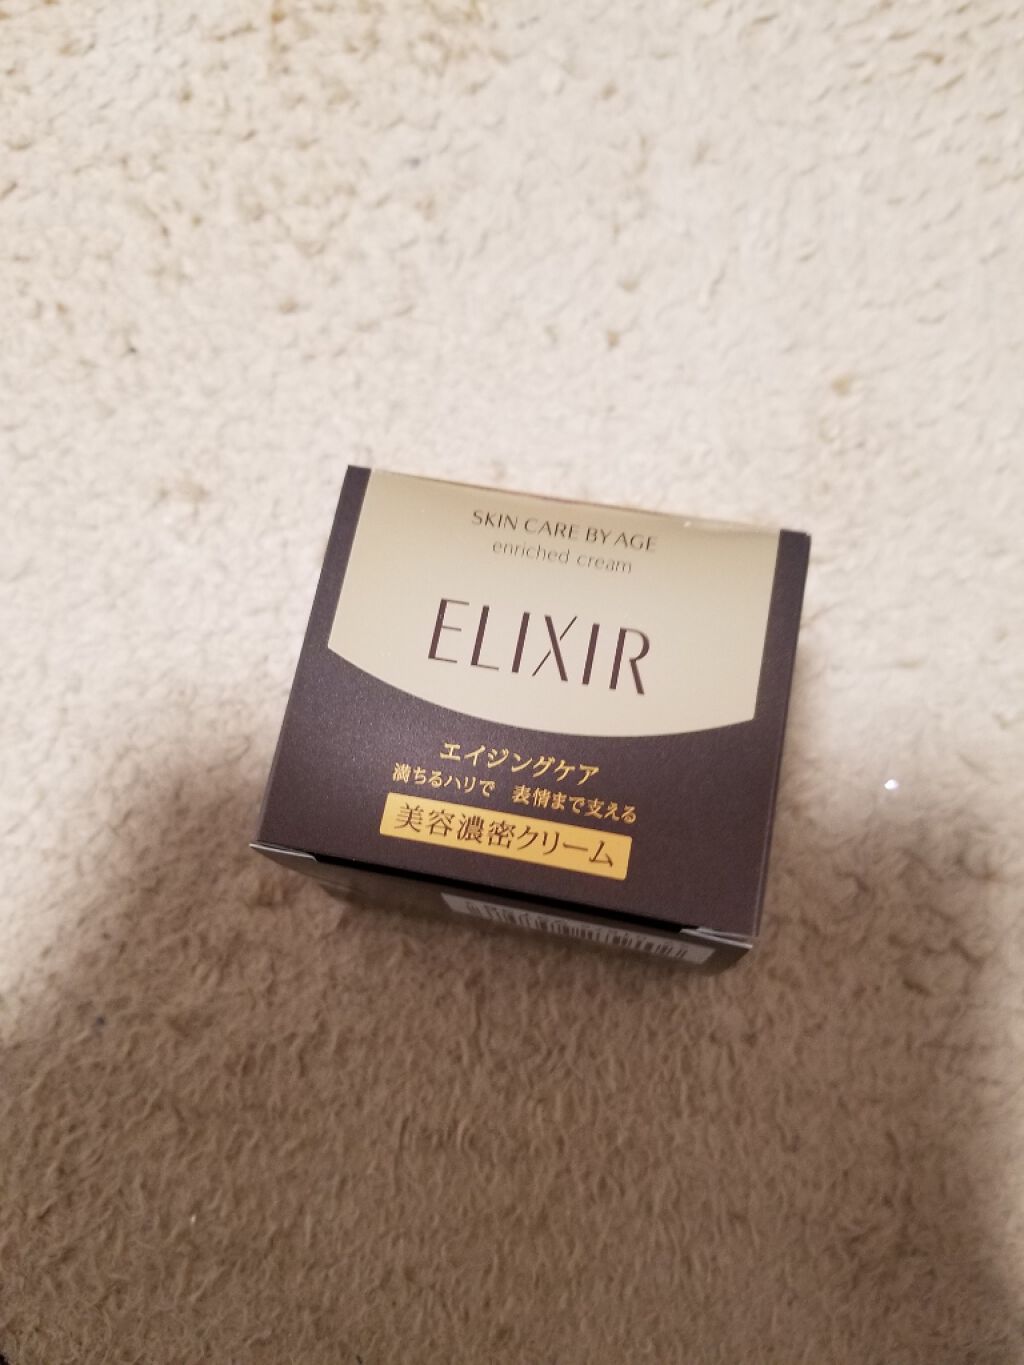 SKIN CARE BY AGE
enriched cream
ELIXIR
エイジングケア
満ちるハリで 表情まで支える
美容濃密クリーム